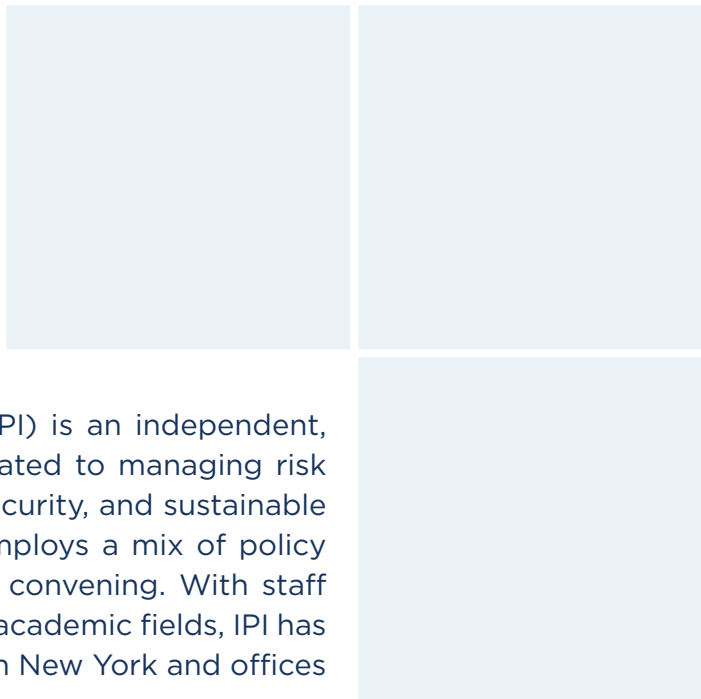 PI) is an independent,
ated to managing risk
curity, and sustainable
mploys a mix of policy
convening. With staff
academic fields, IPI has
n New York and offices